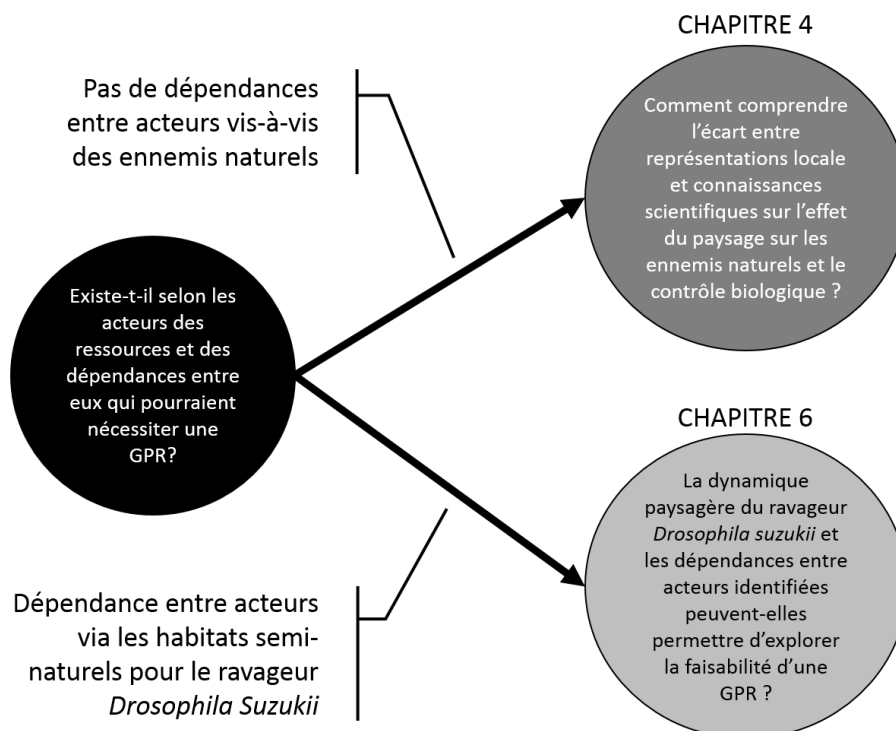 Existe-t-il selon les
acteurs des
ressources et des
dépendances entre
eux qui pourraient
nécessiter une
GPR?
Pas de dépendances
entre acteurs vis-à-vis
des ennemis naturels
CHAPITRE 4
Comment comprendre
l'écart entre
représentations locale
et connaissances
scientifiques sur l'effet
du paysage sur les
ennemis naturels et le
contrôle biologique ?
Dépendance entre acteurs
via les habitats semi-
naturels pour le ravageur
Drosophila Suzukii
CHAPITRE 6
La dynamique
paysagère du ravageur
Drosophila suzukii et
les dépendances entre
acteurs identifiées
peuvent-elles
permettre d'explorer
la faisabilité d'une
GPR ?